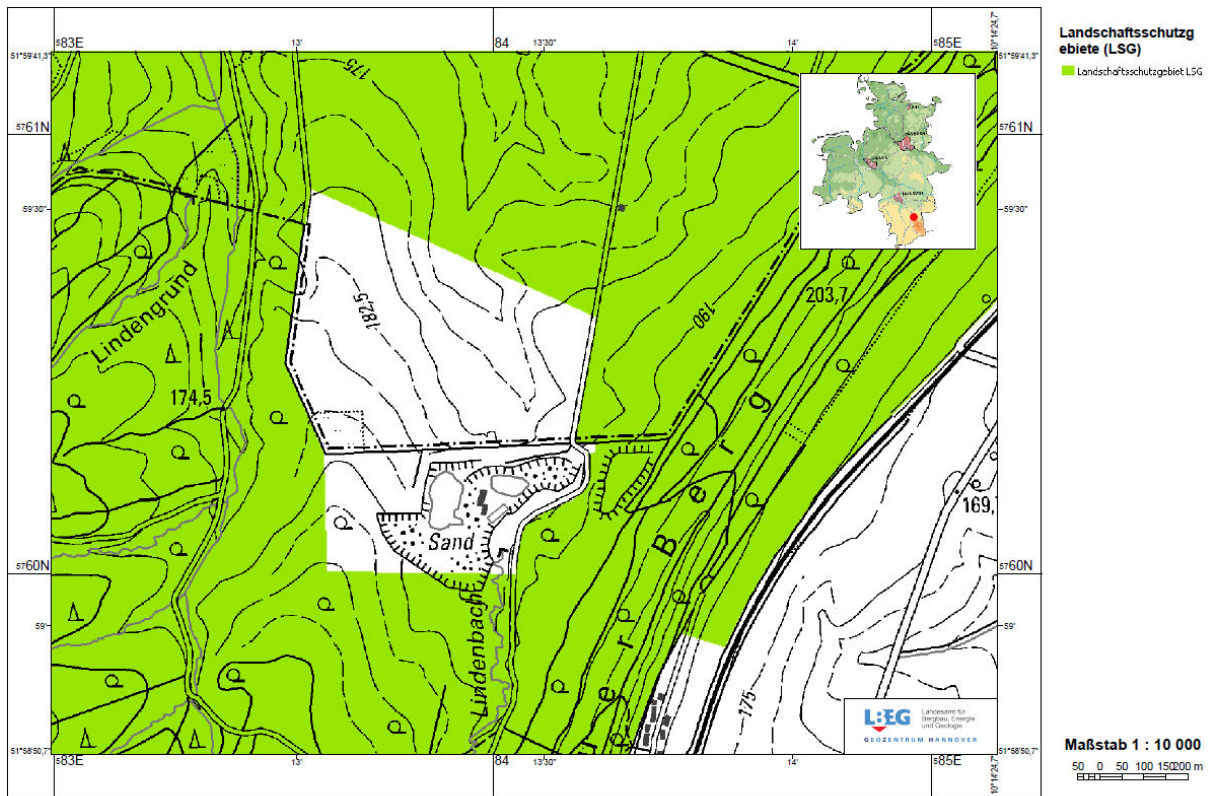 583E
13'
84
13'30"
14'
585E
10°14'24,7"
51°59'41,3"
51°59'41,3"
Landschaftsschutzg
ebiete (LSG)
Landschaftsschutzgebiet LSG
175
5761N
5761N
59'30"
59'30"
Lindengrund
203,7
182,5
190
174,5
169,
Sand
Berg
5760N
5760N
59'
59'
Lindenbach
r
e
r
175
LBEG
Landesamt für
Bergbau, Energie
und Geologie
GEOZENTRUM HANNOVER
51°58'50,7"
51°58'50,7"
583E
13'
84
13'30"
14'
585E
10°14'24,7"
Maßstab 1 : 10 000
50 0 50 100 150 200 m